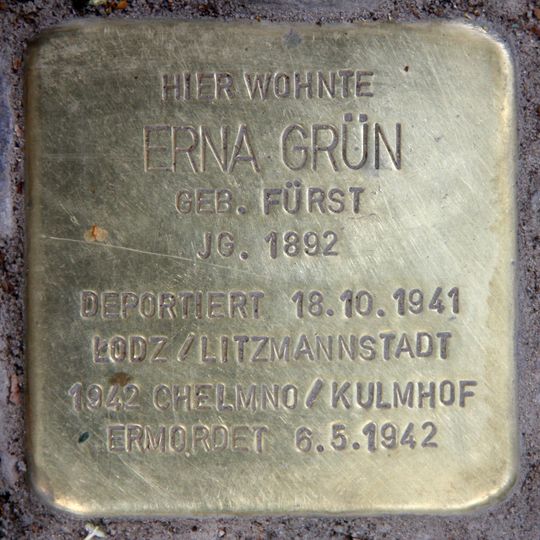 HIER WOHNTE
ERNA GRÜN
GEB. FÜRST
JG. 1892
DEPORTIERT 18.10.1941
ŁODZ/LITZMANNSTADT
1942 CHELMNO/KULMHOF
ERMORDET 6.5.1942